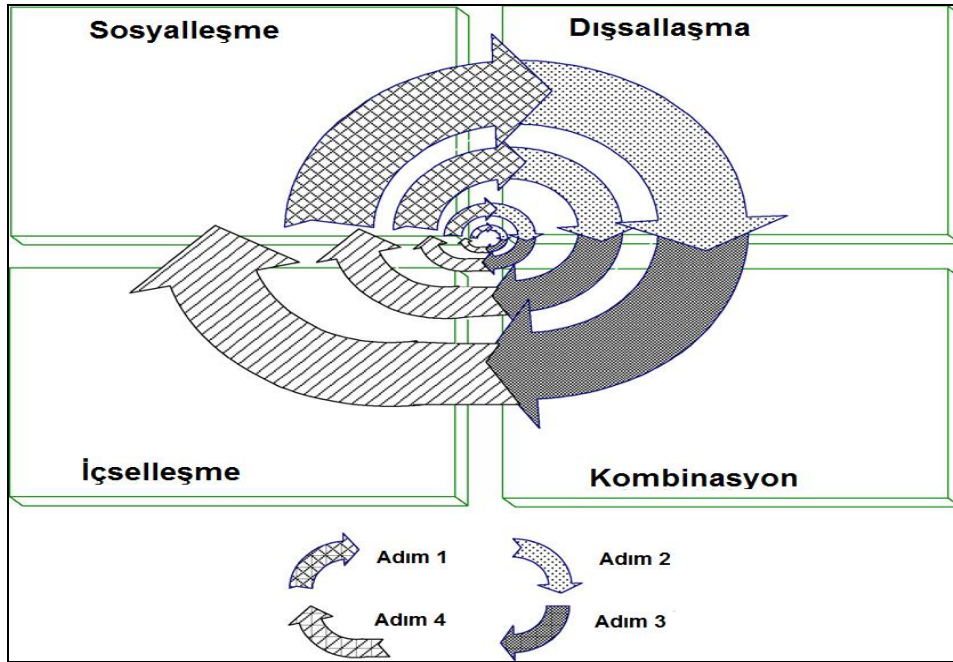 Sosyalleşme
Dışsallaşma
İçselleşme
Kombinasyon
Adım 1
Adım 2
Adım 4
Adım 3